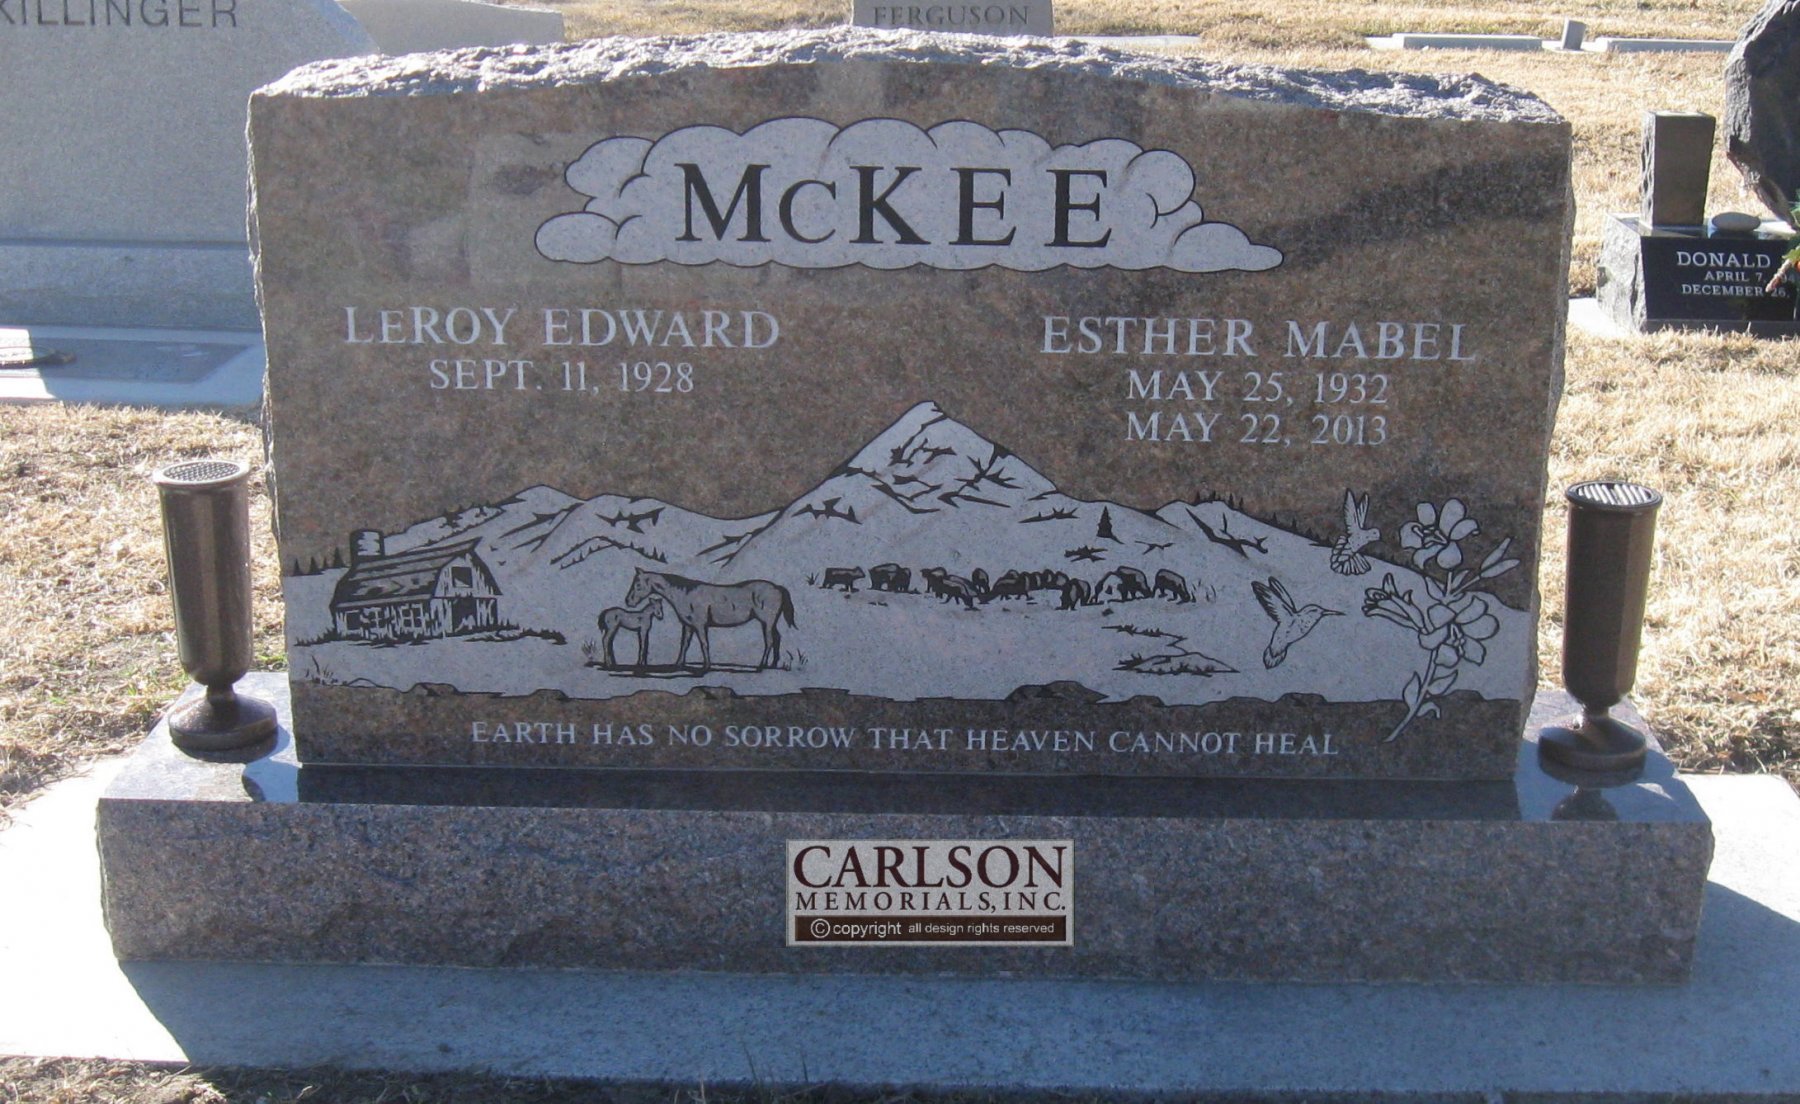 KILLINGER
FERGUSON
McKEE
LEROY EDWARD
SEPT. 11, 1928
ESTHER MABEL
MAY 25, 1932
MAY 22, 2013
EARTH HAS NO SORROW THAT HEAVEN CANNOT HEAL
DONALD
APRIL 7
DECEMBER 26,
CARLSON
MEMORIALS, INC.
© copyright all design rights reserved